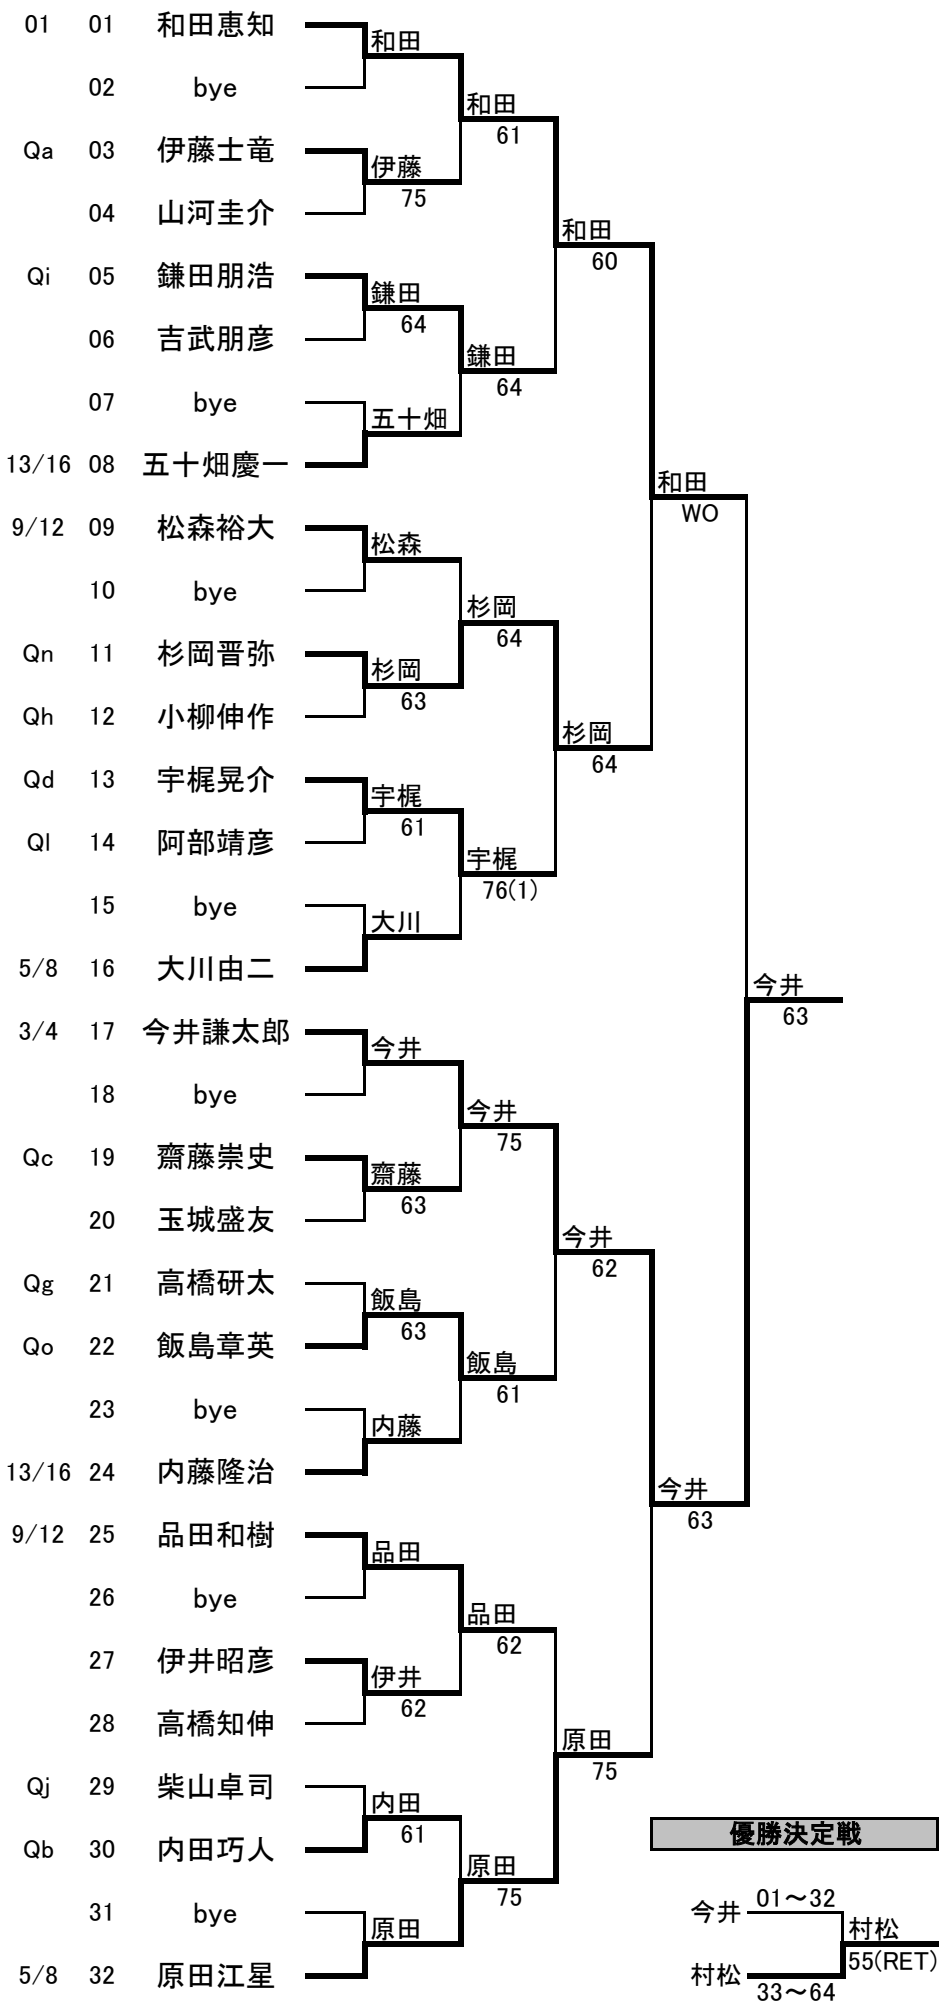 01 01 和田恵知
和田
02 bye
和田
61
Qa 03 伊藤士竜
伊藤
75
04 山河圭介
和田
60
Qi 05 鎌田朋浩
鎌田
64
06 吉武朋彦
鎌田
64
07 bye
五十畑
13/16 08 五十畑慶一
和田
WO
9/12 09 松森裕大
松森
10 bye
杉岡
64
Qn 11 杉岡晋弥
杉岡
63
Qh 12 小柳伸作
杉岡
64
Qd 13 宇梶晃介
宇梶
61
Ql 14 阿部靖彦
宇梶
76(1)
15 bye
大川
5/8 16 大川由二
今井
63
3/4 17 今井謙太郎
今井
18 bye
今井
75
Qc 19 齋藤崇史
齋藤
63
20 玉城盛友
今井
62
Qg 21 高橋研太
飯島
63
Qo 22 飯島章英
飯島
61
23 bye
内藤
13/16 24 内藤隆治
今井
63
9/12 25 品田和樹
品田
26 bye
品田
62
27 伊井昭彦
伊井
62
28 高橋知伸
原田
75
Qj 29 柴山卓司
内田
61
Qb 30 内田巧人
原田
75
31 bye
原田
5/8 32 原田江星
優勝決定戦
今井 01～32
村松
55(RET)
村松 33～64